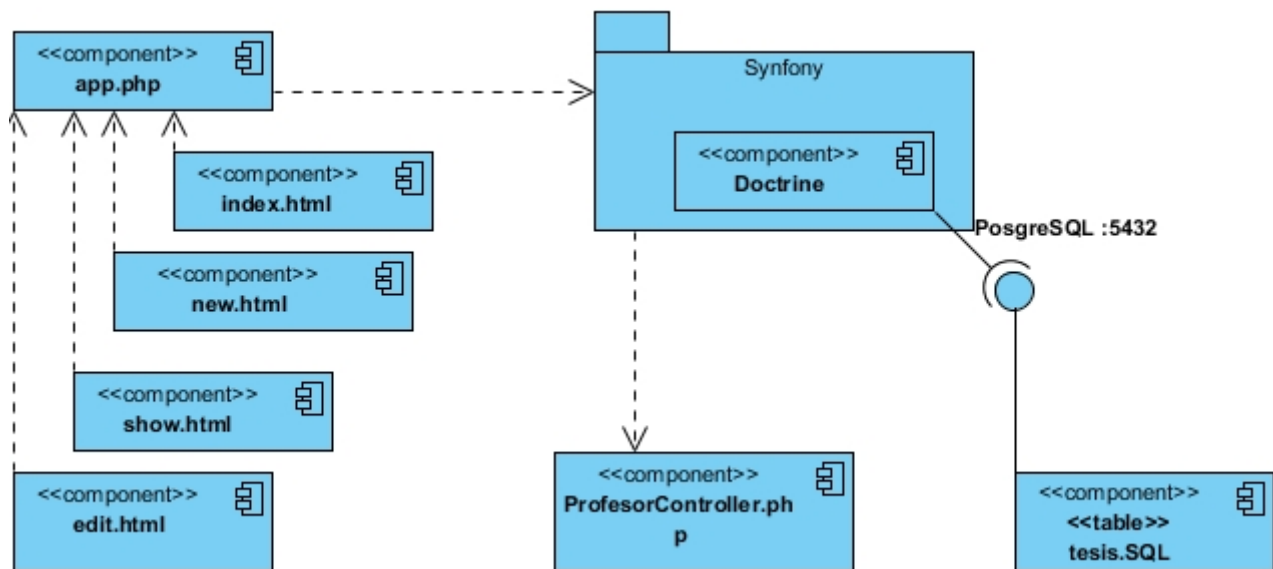 <<component>>
app.php
Synfony
<<component>>
Doctrine
<<component>>
index.html
PosgreSQL :5432
<<component>>
new.html
<<component>>
show.html
<<component>>
edit.html
<<component>>
ProfesorController.ph
p
<<component>>
<<table>>
tesis.SQL